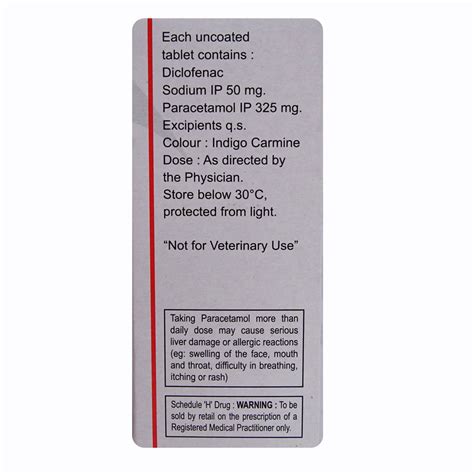 Each uncoated
tablet contains :
Diclofenac
Sodium IP 50 mg.
Paracetamol IP 325 mg.
Excipients q.s.
Colour : Indigo Carmine
Dose : As directed by
the Physician.
Store below 30°C,
protected from light.
“Not for Veterinary Use”
Taking Paracetamol more than
daily dose may cause serious
liver damage or allergic reactions
(eg: swelling of the face, mouth
and throat, difficulty in breathing,
itching or rash)
Schedule 'H' Drug : WARNING : To be
sold by retail on the prescription of a
Registered Medical Practitioner only.